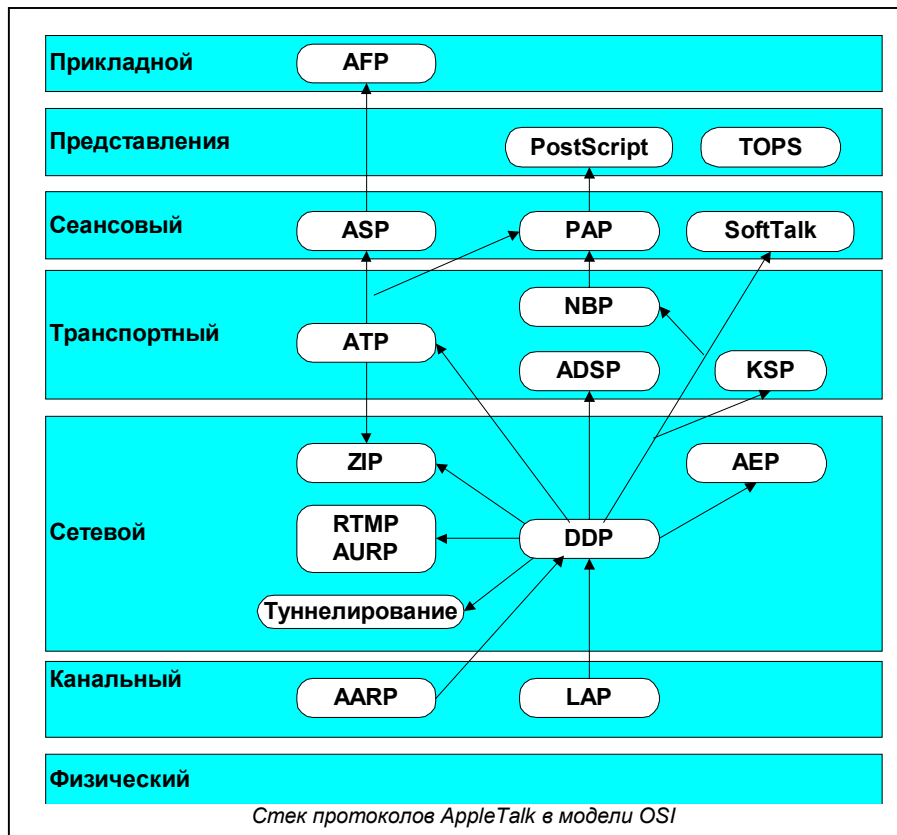 Прикладной
AFP
Представления
PostScript
TOPS
Сеансовый
ASP
PAP
SoftTalk
Транспортный
NBP
ATP
ADSP
KSP
ZIP
AEP
Сетевой
RTMP
AURP
DDP
Туннелирование
Канальный
AARP
LAP
Физический
Стек протоколов AppleTalk в модели OSI